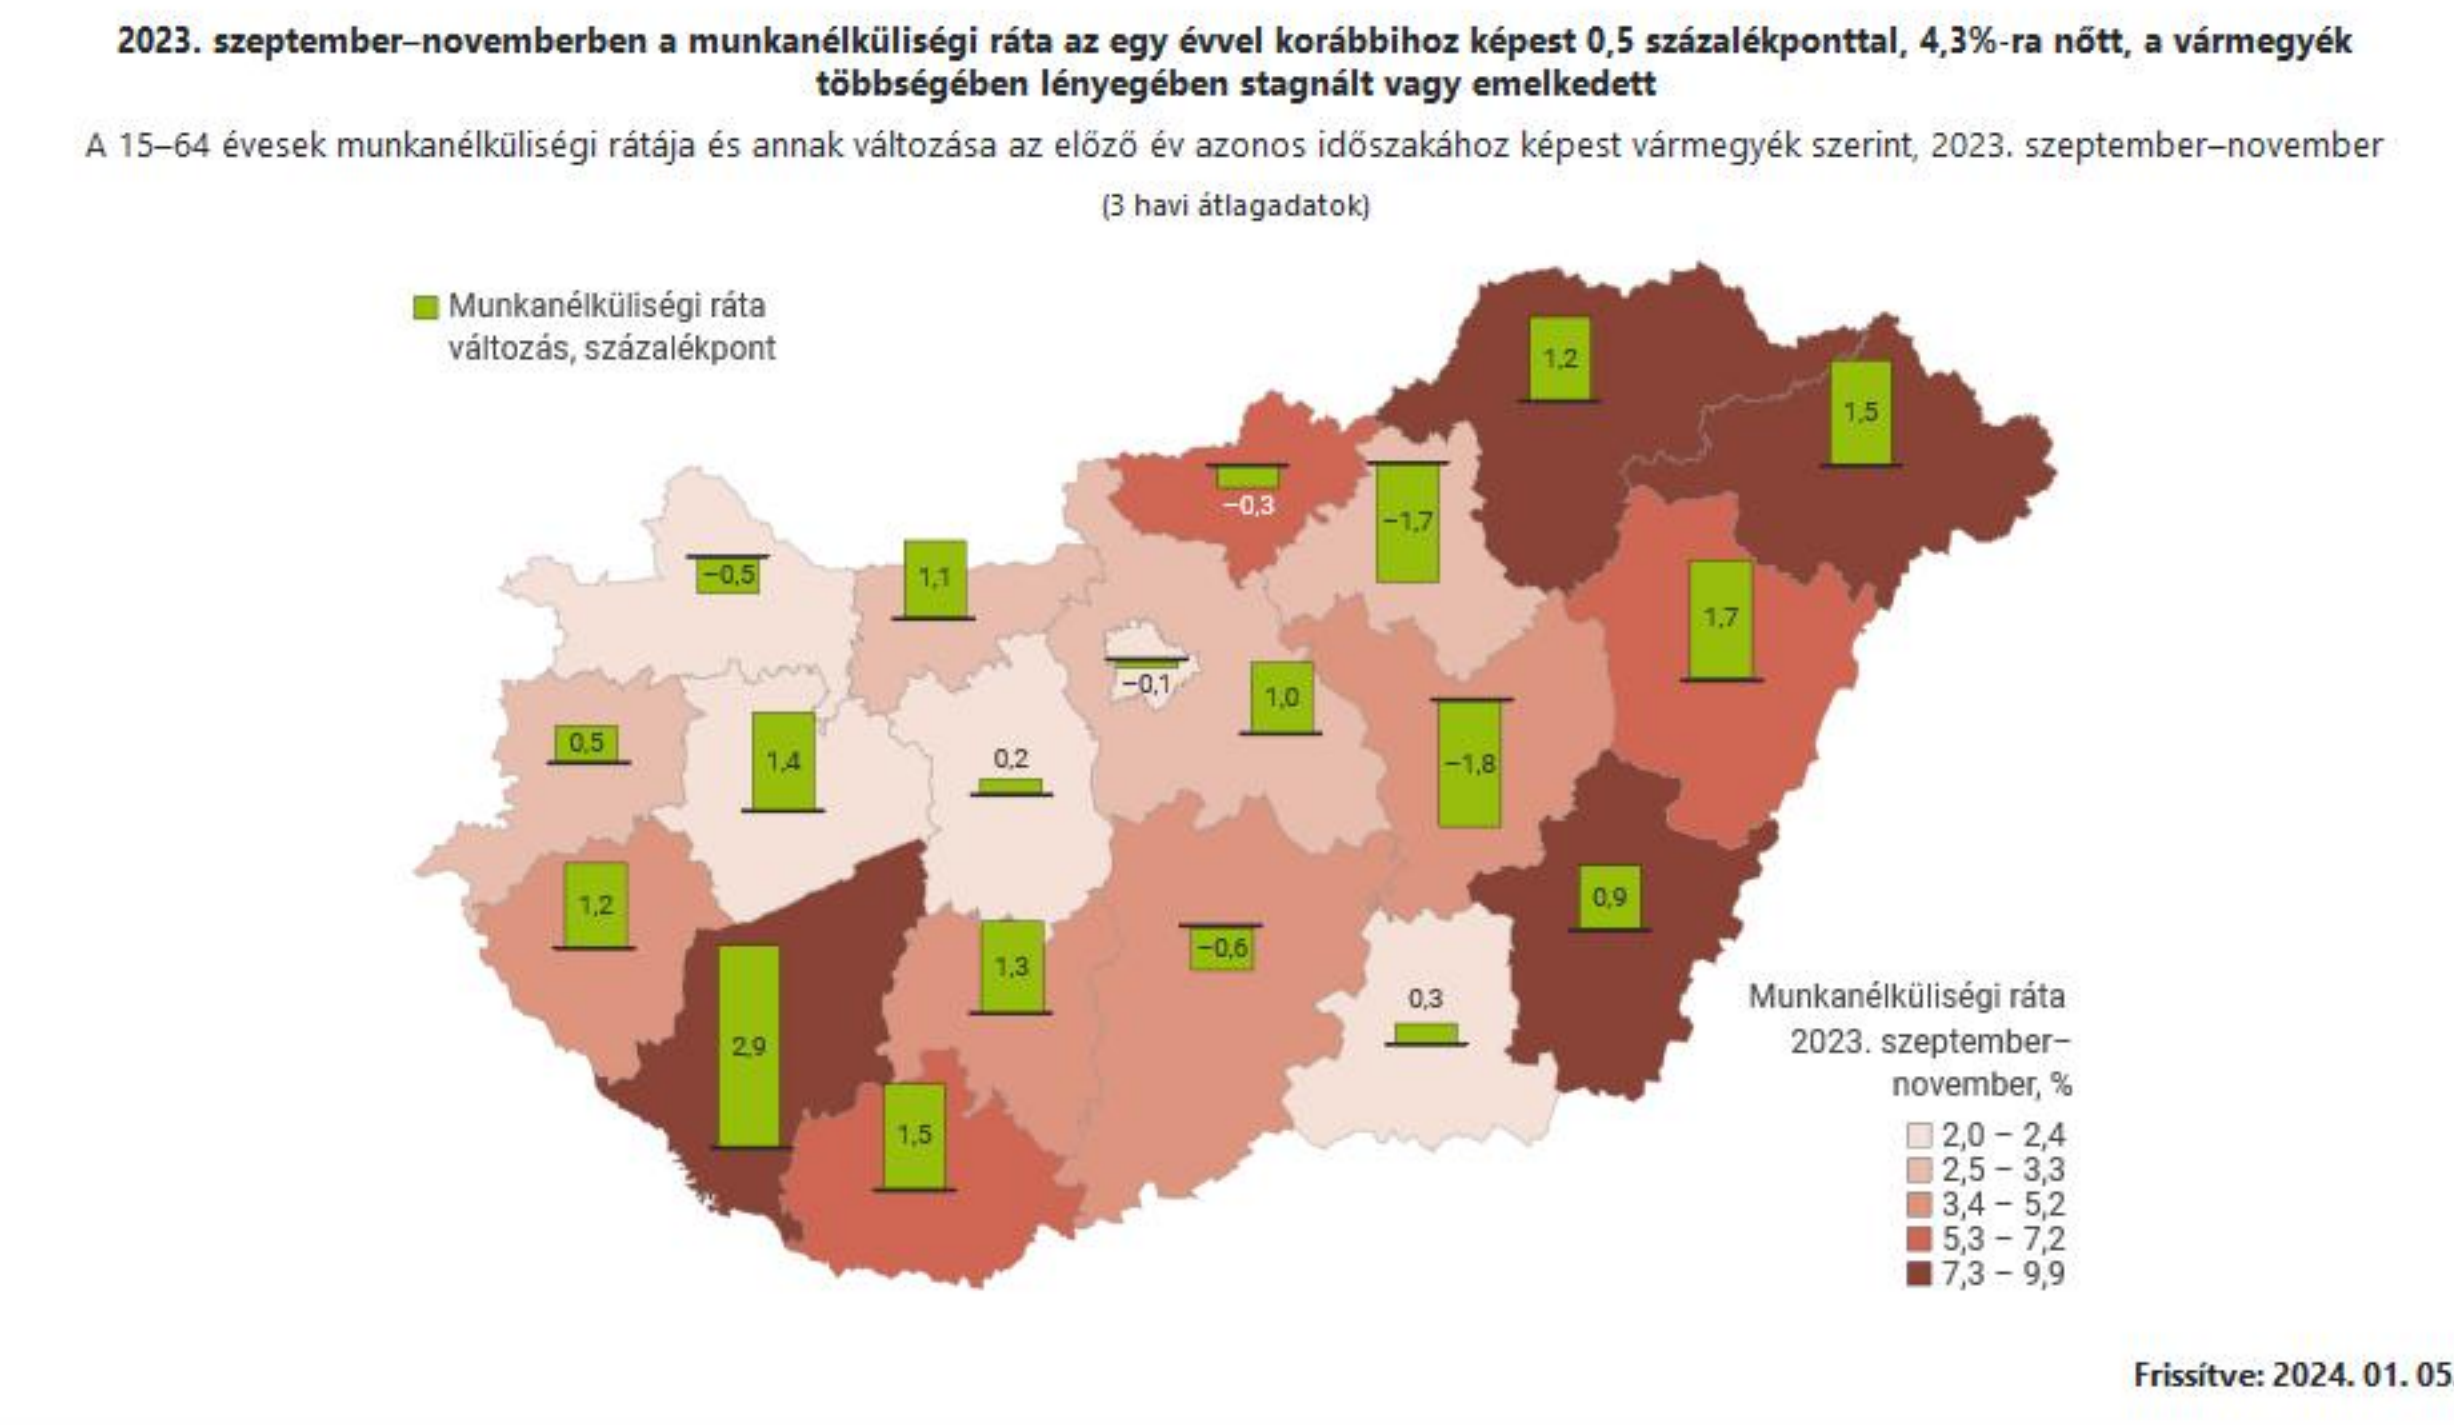 2023. szeptember–novemberben a munkanélküliségi ráta az egy évvel korábbihoz képest 0,5 százalékponttal, 4,3%-ra nőtt, a vármegyék
többségében lényegében stagnált vagy emelkedett
A 15–64 évesek munkanélküliségi rátája és annak változása az előző év azonos időszakához képest vármegyék szerint, 2023. szeptember–november
(3 havi átlagadatok)
Munkanélküliségi ráta
változás, százalékpont
1,2
1,5
−0,3
−1,7
−0,5
1,1
1,7
−0,1
1,0
0,5
1,4
0,2
−1,8
1,2
0,9
1,3
−0,6
2,9
0,3
1,5
Munkanélküliségi ráta
2023. szeptember–
november, %
2,0 – 2,4
2,5 – 3,3
3,4 – 5,2
5,3 – 7,2
7,3 – 9,9
Frissítve: 2024. 01. 05.